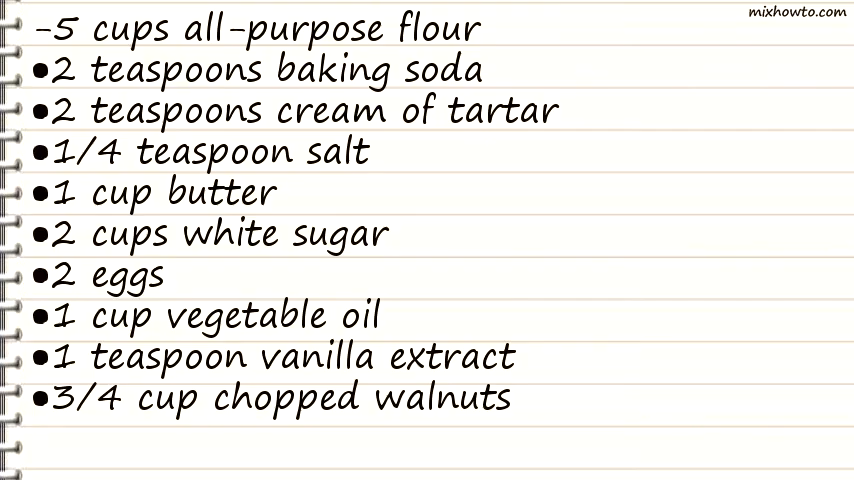 mixhowto.com
-5 cups all-purpose flour
•2 teaspoons baking soda
•2 teaspoons cream of tartar
•1/4 teaspoon salt
•1 cup butter
•2 cups white sugar
•2 eggs
•1 cup vegetable oil
•1 teaspoon vanilla extract
•3/4 cup chopped walnuts